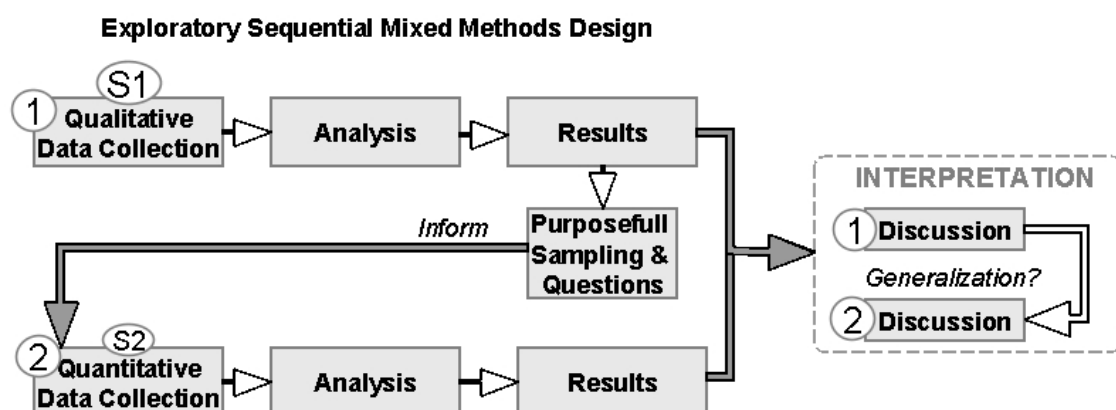 Exploratory Sequential Mixed Methods Design
S1
1
Qualitative
Data Collection
Analysis
Results
Inform
Purposefull
Sampling &
Questions
INTERPRETATION
1
Discussion
Generalization?
2
Discussion
2
S2
Quantitative
Data Collection
Analysis
Results